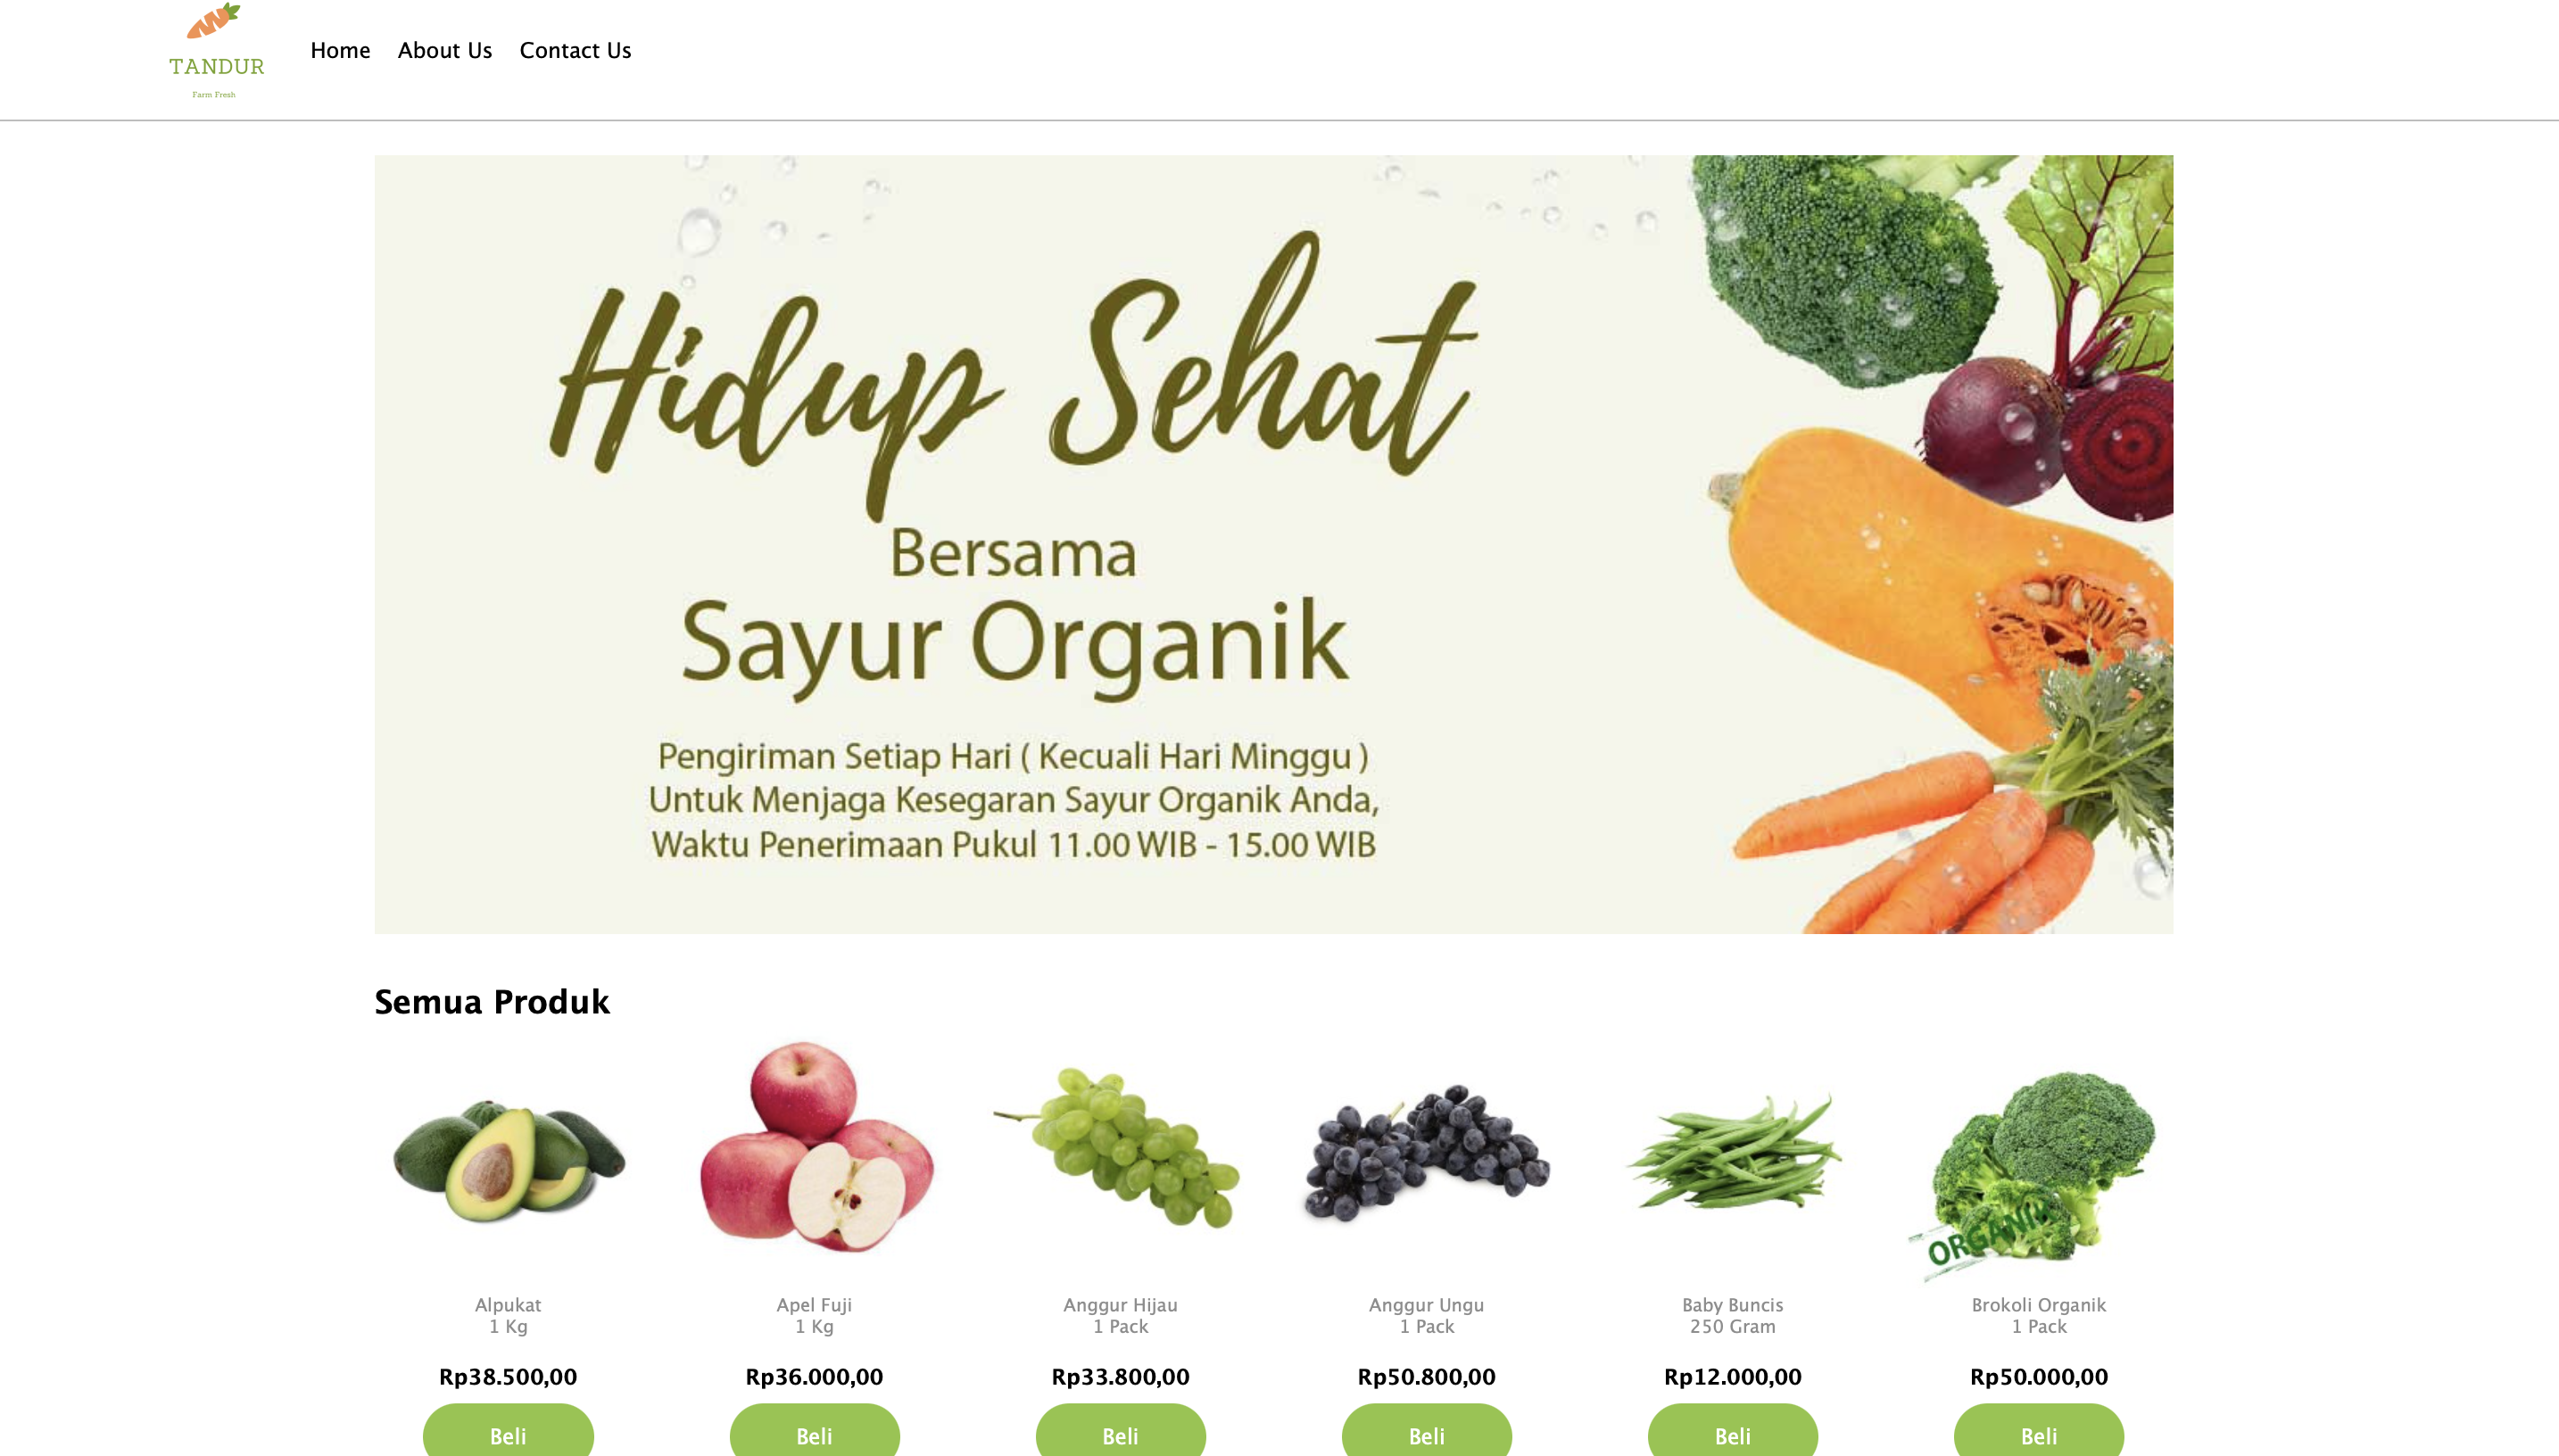 TANDUR
Farm Fresh
Home About Us Contact Us
Hidup Sehat
Bersama
Sayur Organik
Pengiriman Setiap Hari ( Kecuali Hari Minggu )
Untuk Menjaga Kesegaran Sayur Organik Anda,
Waktu Penerimaan Pukul 11.00 WIB - 15.00 WIB
Semua Produk
ORGANIK
Alpukat
1 Kg
Rp38.500,00
Beli
Apel Fuji
1 Kg
Rp36.000,00
Beli
Anggur Hijau
1 Pack
Rp33.800,00
Beli
Anggur Ungu
1 Pack
Rp50.800,00
Beli
Baby Buncis
250 Gram
Rp12.000,00
Beli
Brokoli Organik
1 Pack
Rp50.000,00
Beli